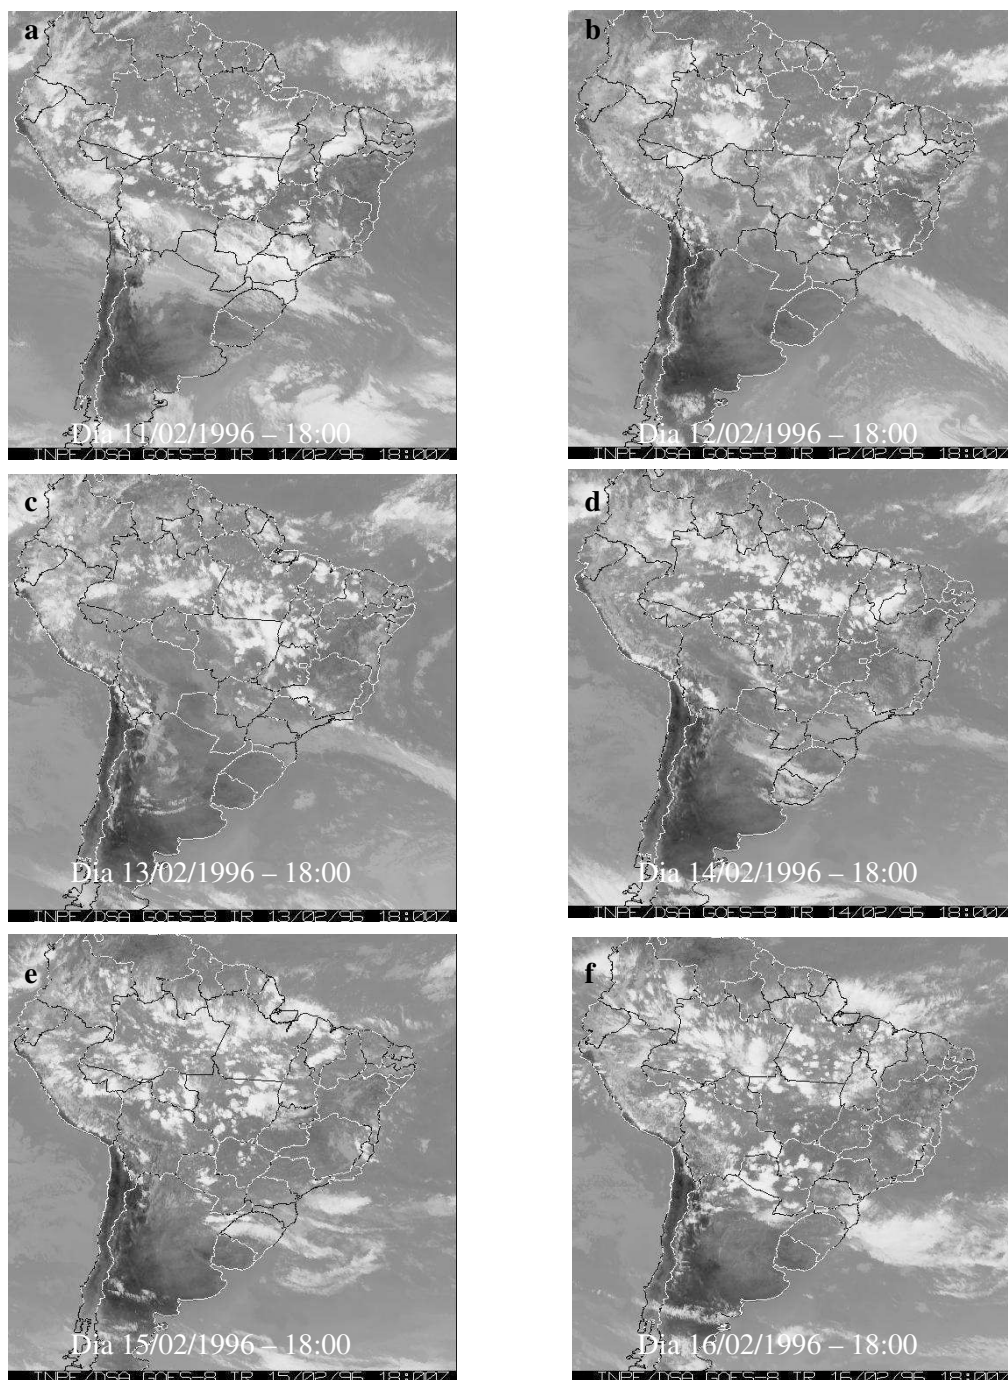 a
Dia 11/02/1996 – 18:00
INPE/DSA GOES-8 IR 11/02/96 18:00Z
b
Dia 12/02/1996 – 18:00
INPE/DSA GOES-8 IR 12/02/96 18:00Z
c
Dia 13/02/1996 – 18:00
INPE/DSA GOES-8 IR 13/02/96 18:00Z
d
Dia 14/02/1996 – 18:00
INPE/DSA GOES-8 IR 14/02/96 18:00Z
e
Dia 15/02/1996 – 18:00
INPE/DSA GOES-8 IR 15/02/96 18:00Z
f
Dia 16/02/1996 – 18:00
INPE/DSA GOES-8 IR 16/02/96 18:00Z